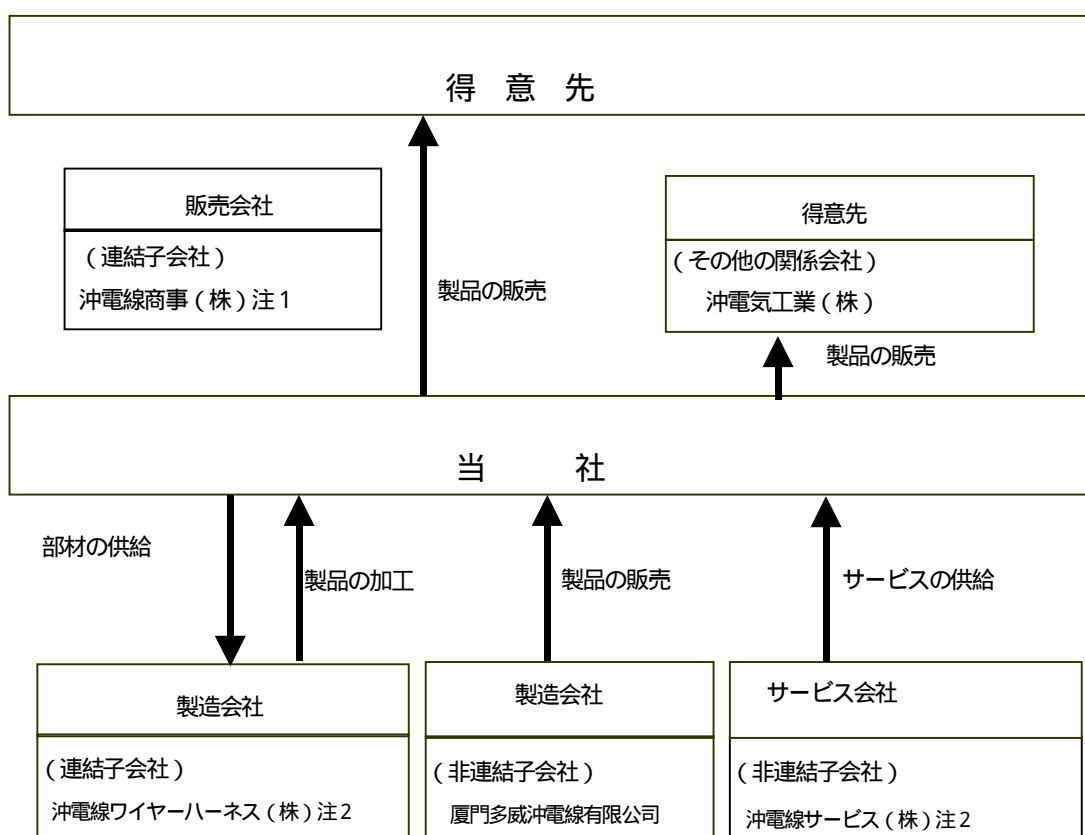 得 意 先
販売会社
(連結子会社)
沖電線商事(株)注1
製品の販売
得意先
(その他の関係会社)
沖電気工業(株)
製品の販売
当 社
部材の供給
製品の加工
製品の販売
サービスの供給
製造会社
(連結子会社)
沖電線ワイヤーハーネス(株)注2
製造会社
(非連結子会社)
厦門多威沖電線有限公司
サービス会社
(非連結子会社)
沖電線サービス(株)注2